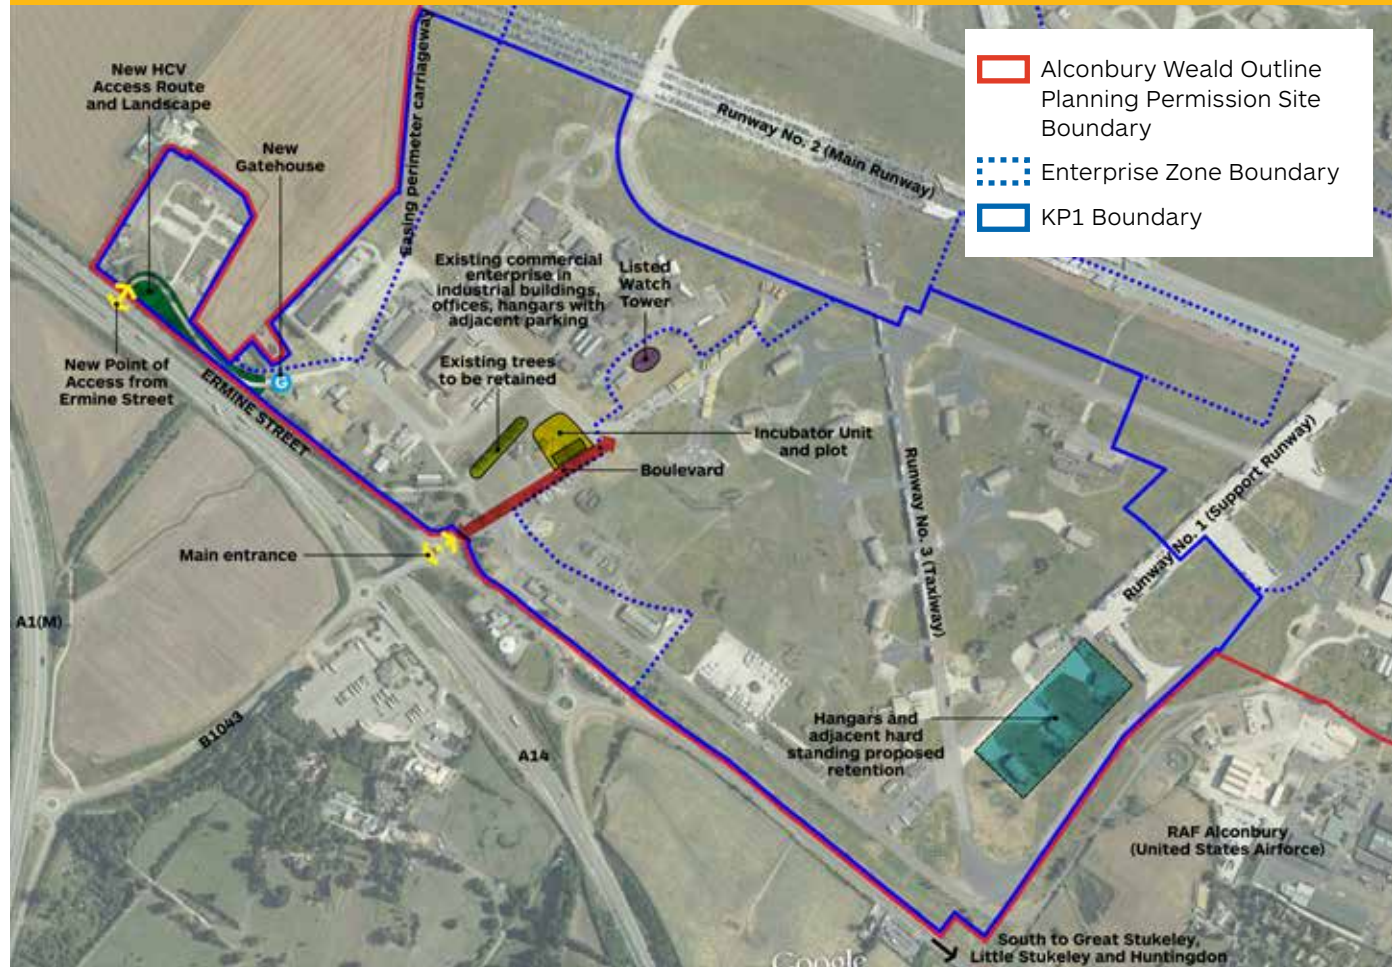 Alconbury Weald Outline
Planning Permission Site
Boundary
Enterprise Zone Boundary
KP1 Boundary
New HCV
Access Route
and Landscape
New
Gatehouse
Easing perimeter carriageway
Runway No. 2 (Main Runway)
Existing commercial
enterprise in
industrial buildings,
offices, hangars with
adjacent parking
Listed
Watch
Tower
Existing trees
to be retained
New Point of
Access from
Ermine Street
ERMINE STREET
G
Incubator Unit
and plot
Boulevard
Main entrance
Runway No. 3 (Taxiway)
Runway No. 1 (Support Runway)
A1(M)
B1043
A14
Hangars and
adjacent hard
standing proposed
retention
RAF Alconbury
(United States Airforce)
South to Great Stukeley,
Little Stukeley and Huntingdon
Google